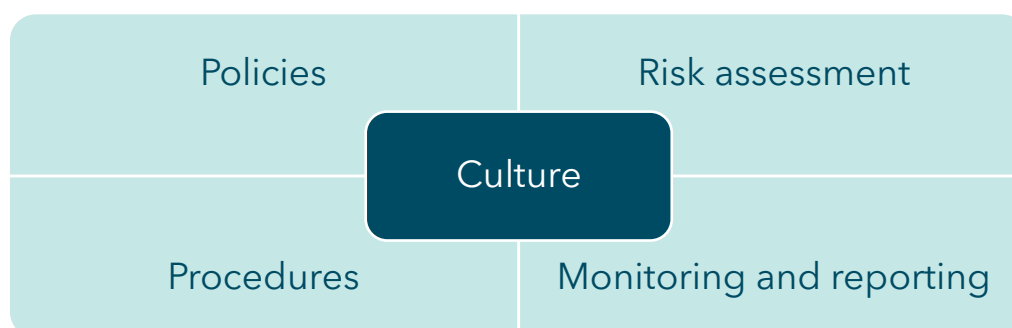 Policies
Risk assessment
Culture
Procedures
Monitoring and reporting